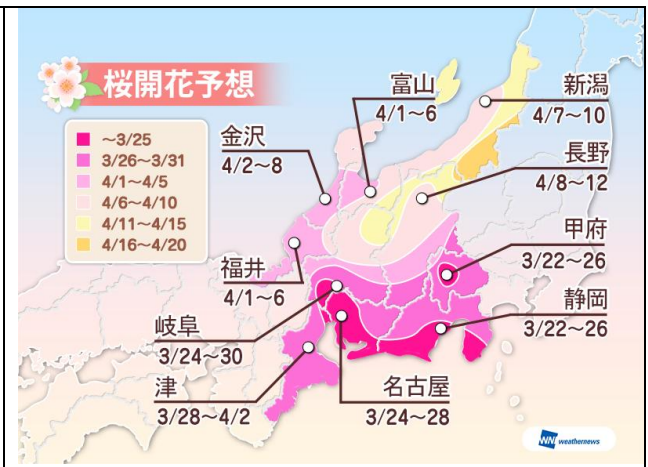 桜開花予想
～3/25
3/26～3/31
4/1～4/5
4/6～4/10
4/11～4/15
4/16～4/20
富山
4/1～6
新潟
4/7～10
金沢
4/2～8
長野
4/8～12
甲府
3/22～26
福井
4/1～6
静岡
3/22～26
岐阜
3/24～30
津
3/28～4/2
名古屋
3/24～28
WNI weathernews